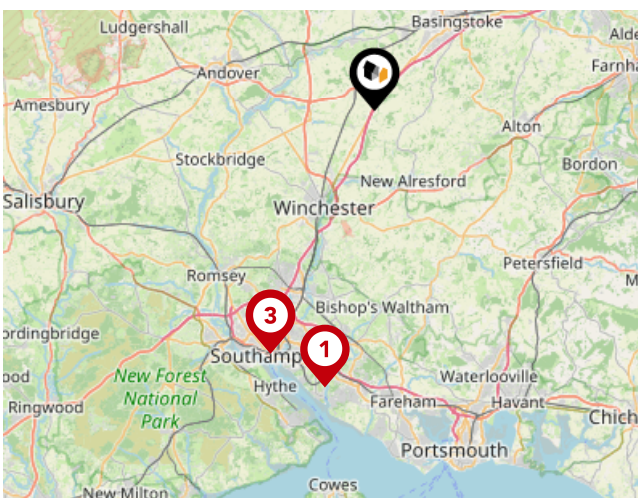 Ludgershall
Basingstoke
Alde
Andover
Farnha
Amesbury
Alton
Stockbridge
Bordon
New Alresford
Salisbury
Winchester
Petersfield
Romsey
M
Bishop's Waltham
3
ordingbridge
1
Southamp
ood
New Forest
National
Park
Hythe
Waterlooville
Ringwood
Fareham
Havant
Chich
Portsmouth
Cowes
New Milton